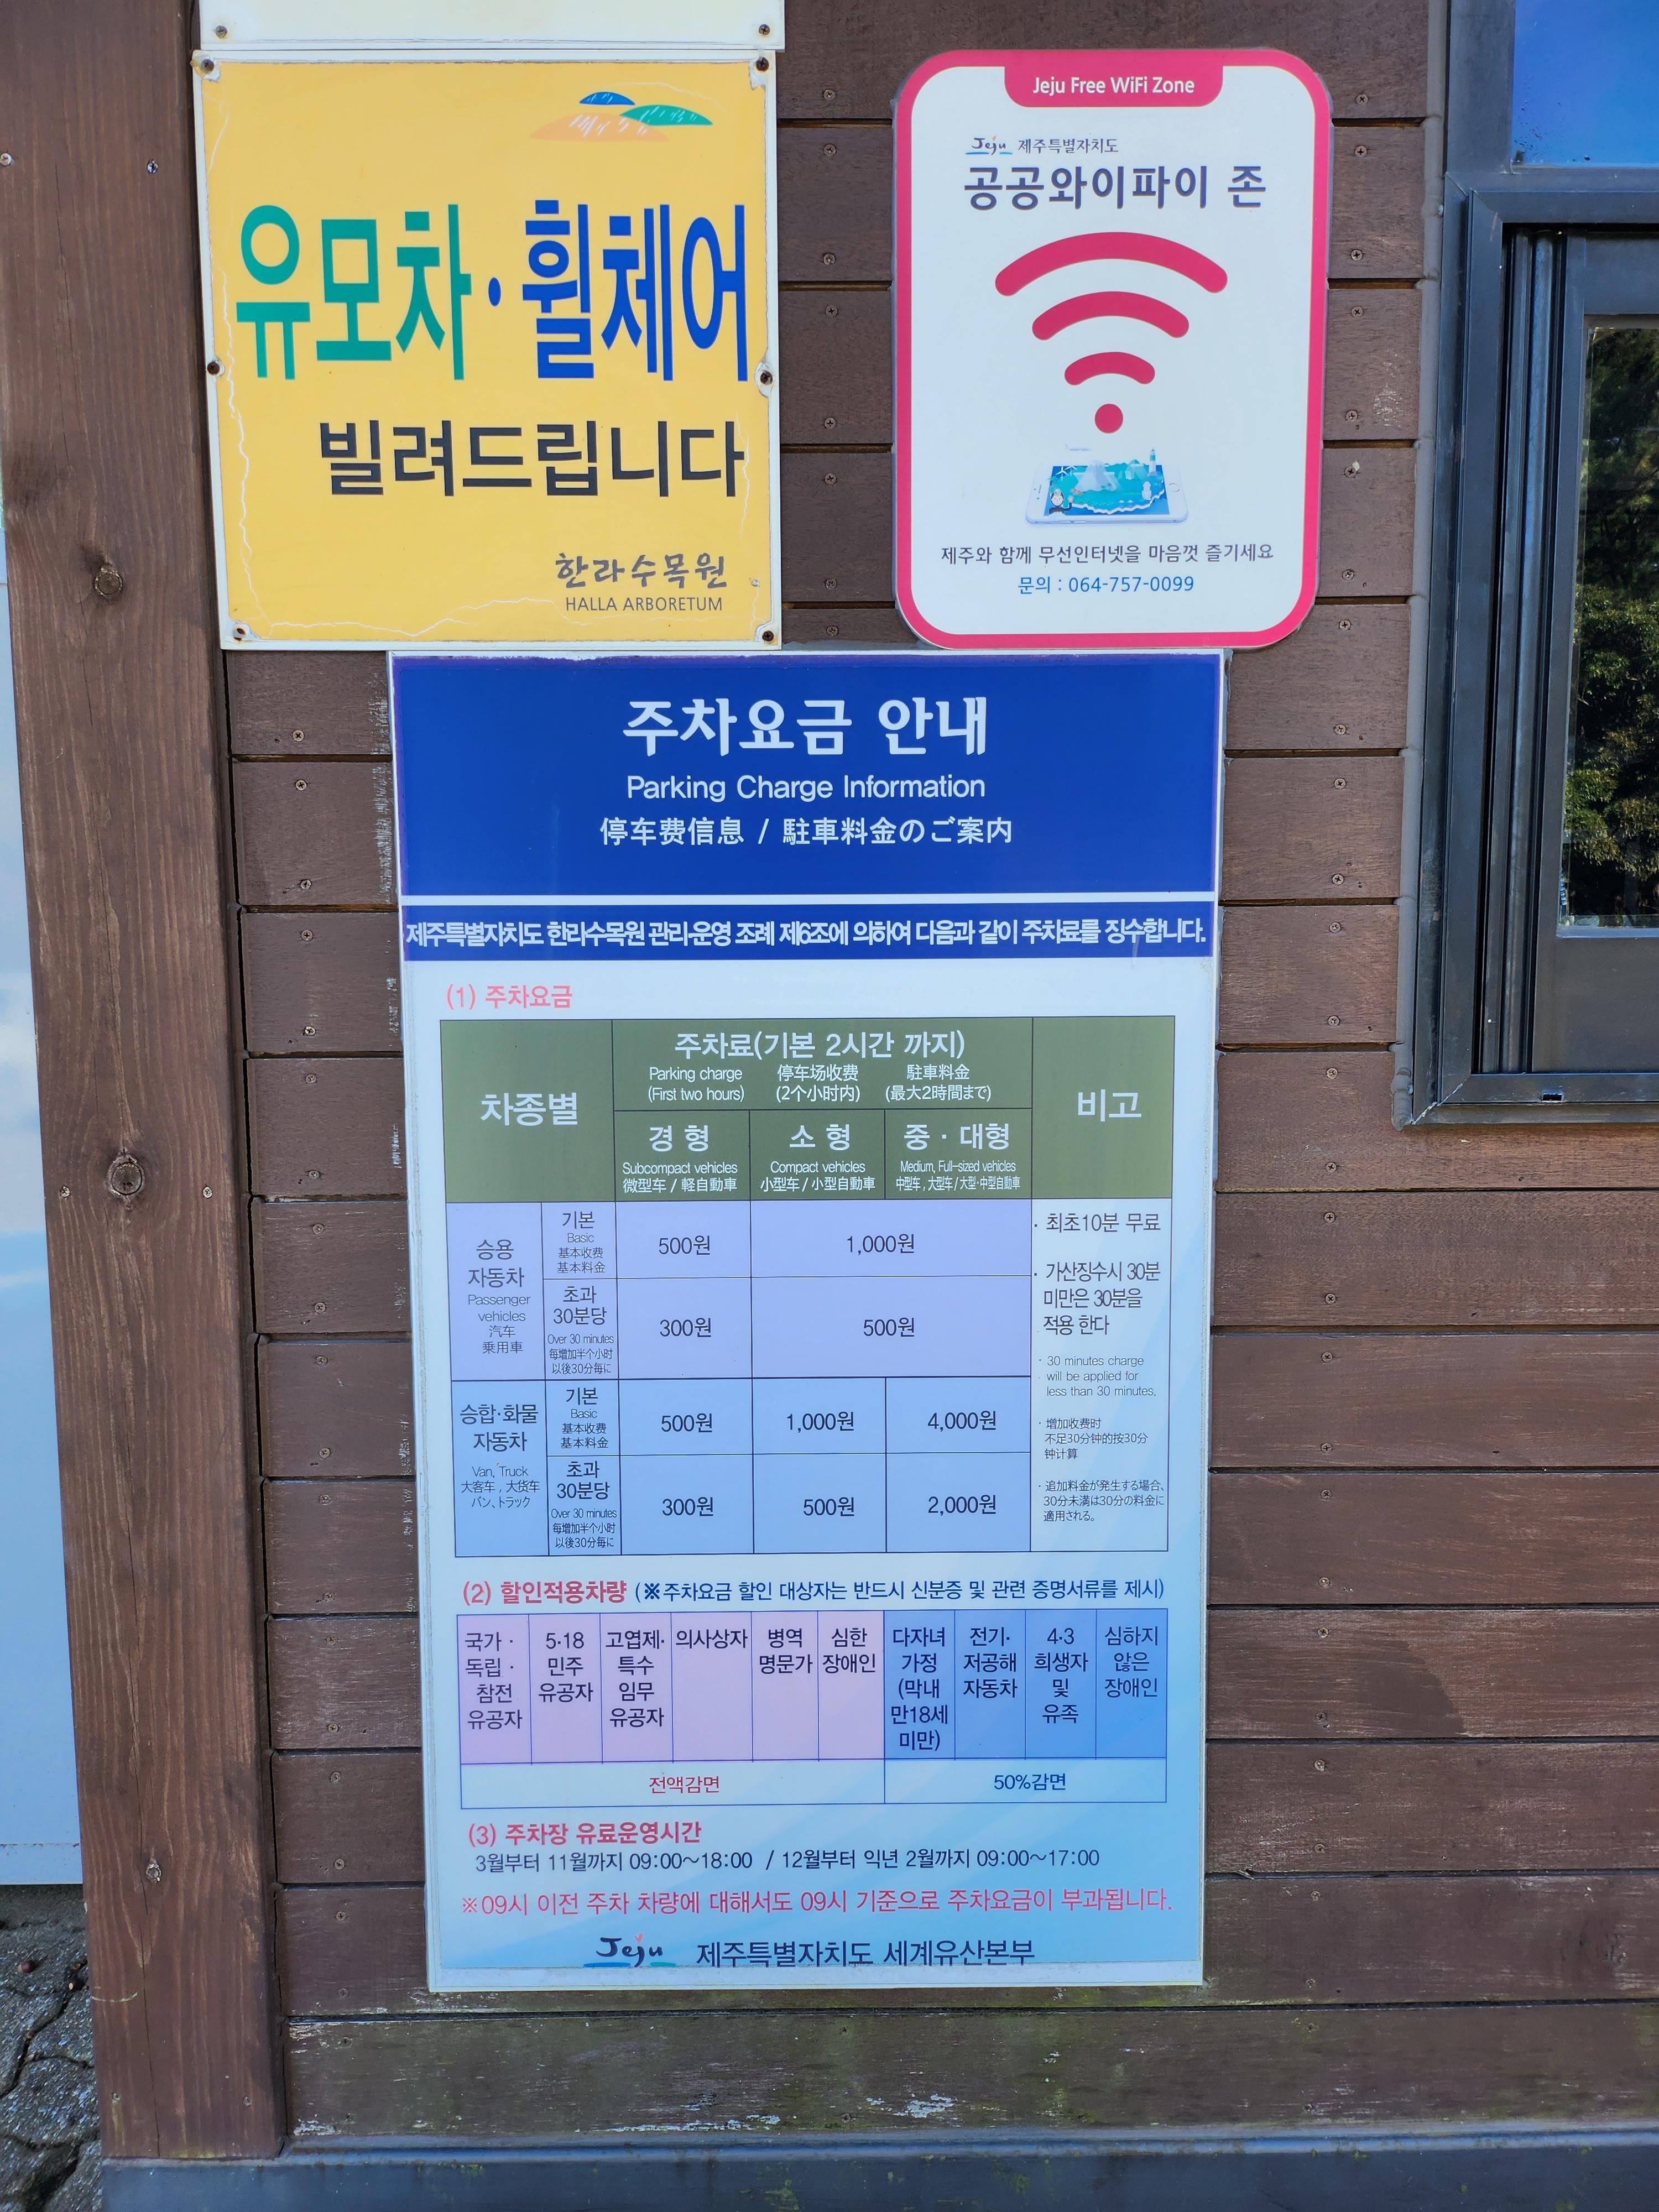 유모차·휠체어
빌려드립니다
한라수목원
HALLA ARBORETUM
Jeju Free WiFi Zone
Jeju 제주특별자치도
공공와이파이 존
제주와 함께 무선인터넷을 마음껏 즐기세요
문의 : 064-757-0099
주차요금 안내
Parking Charge Information
停车费信息 / 駐車料金のご案内
제주특별자치도 한라수목원 관리·운영 조례 제6조에 의하여 다음과 같이 주차료를 징수합니다.
(1) 주차요금
차종별
주차료(기본 2시간 까지)
Parking charge 停车场收费 駐車料金
(First two hours) (2个小时内) (最大2時間まで)
비고
경 형
Subcompact vehicles
微型车 / 軽自動車
소 형
Compact vehicles
小型车 / 小型自動車
중 · 대형
Medium, Full-sized vehicles
中型车 , 大型车 / 大型·中型自動車
승용
자동차
Passenger
vehicles
汽车
乗用車
기본
Basic
基本收费
基本料金
500원
1,000원
초과
30분당
Over 30 minutes
每增加半个小时
以後30分毎に
300원
500원
승합·화물
자동차
Van, Truck
大客车 , 大货车
バン、トラック
기본
Basic
基本收费
基本料金
500원
1,000원
4,000원
초과
30분당
Over 30 minutes
每增加半个小时
以後30分毎に
300원
500원
2,000원
· 최초10분 무료
· 가산징수시 30분
미만은 30분을
적용 한다
· 30 minutes charge
will be applied for
less than 30 minutes.
· 增加收费时
不足30分钟的按30分
钟计算
· 追加料金が発生する場合、
30分未満は30分の料金に
適用される。
(2) 할인적용차량 (※주차요금 할인 대상자는 반드시 신분증 및 관련 증명서류를 제시)
국가 ·
독립 ·
참전
유공자
5·18
민주
유공자
고엽제·
특수
임무
유공자
의사상자
병역
명문가
심한
장애인
다자녀
가정
(막내
만18세
미만)
전기·
저공해
자동차
4·3
희생자
및
유족
심하지
않은
장애인
전액감면
50%감면
(3) 주차장 유료운영시간
3월부터 11월까지 09:00~18:00 / 12월부터 익년 2월까지 09:00~17:00
※09시 이전 주차 차량에 대해서도 09시 기준으로 주차요금이 부과됩니다.
Jeju 제주특별자치도 세계유산본부